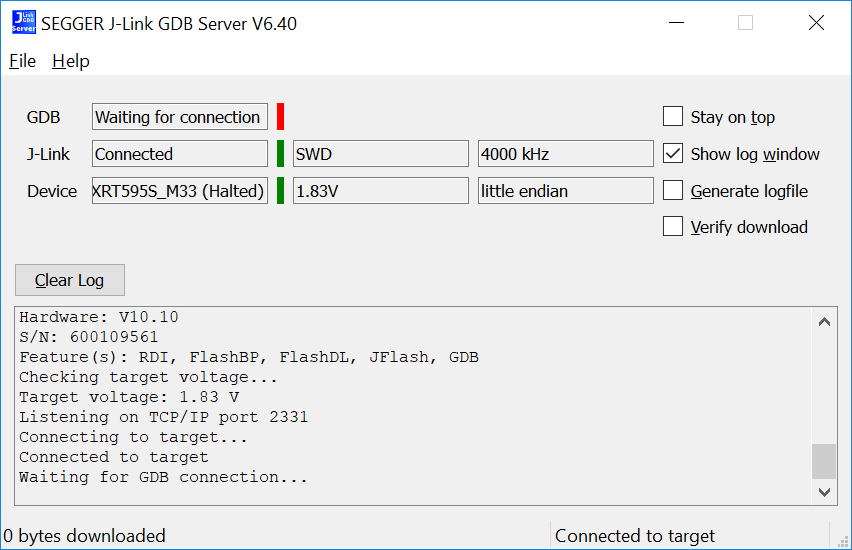 J Link GDB Server
SEGGER J-Link GDB Server V6.40
File Help
GDB Waiting for connection Stay on top
J-Link Connected SWD 4000 kHz Show log window
Device XRT595S_M33 (Halted) 1.83V little endian Generate logfile
Verify download
Clear Log
Hardware: V10.10
S/N: 600109561
Feature(s): RDI, FlashBP, FlashDL, JFlash, GDB
Checking target voltage...
Target voltage: 1.83 V
Listening on TCP/IP port 2331
Connecting to target...
Connected to target
Waiting for GDB connection...
0 bytes downloaded Connected to target